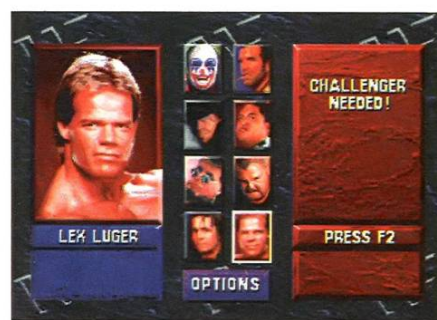 CHALLENGER
NEEDED!
LEX LUGER
PRESS F2
OPTIONS